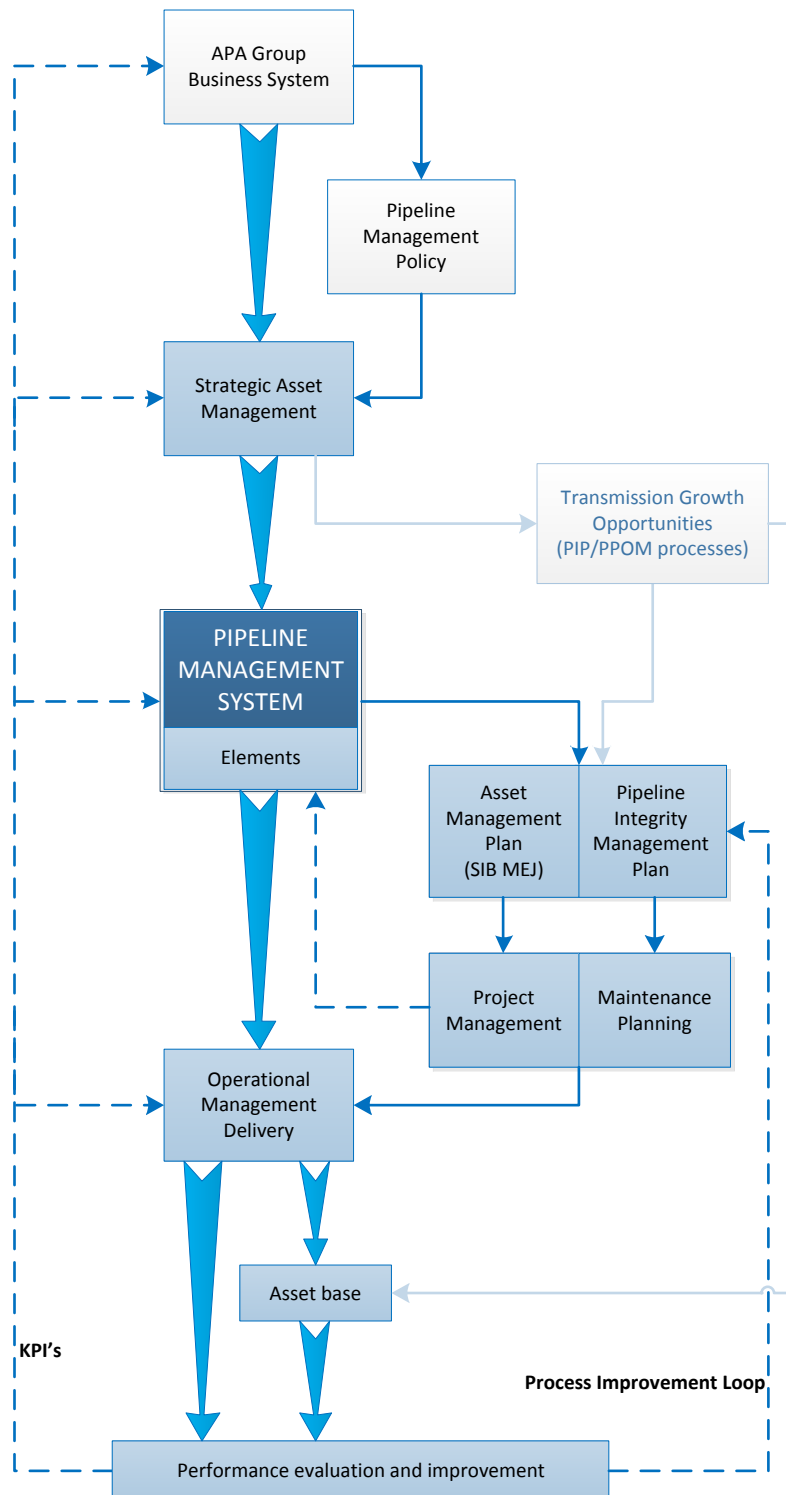 APA Group
Business System
Pipeline
Management
Policy
Strategic Asset
Management
Transmission Growth
Opportunities
(PIP/PPOM processes)
PIPELINE
MANAGEMENT
SYSTEM
Elements
Asset
Management
Plan
(SIB MEJ)
Pipeline
Integrity
Management
Plan
Project
Management
Maintenance
Planning
Operational
Management
Delivery
Asset base
KPI's
Process Improvement Loop
Performance evaluation and improvement